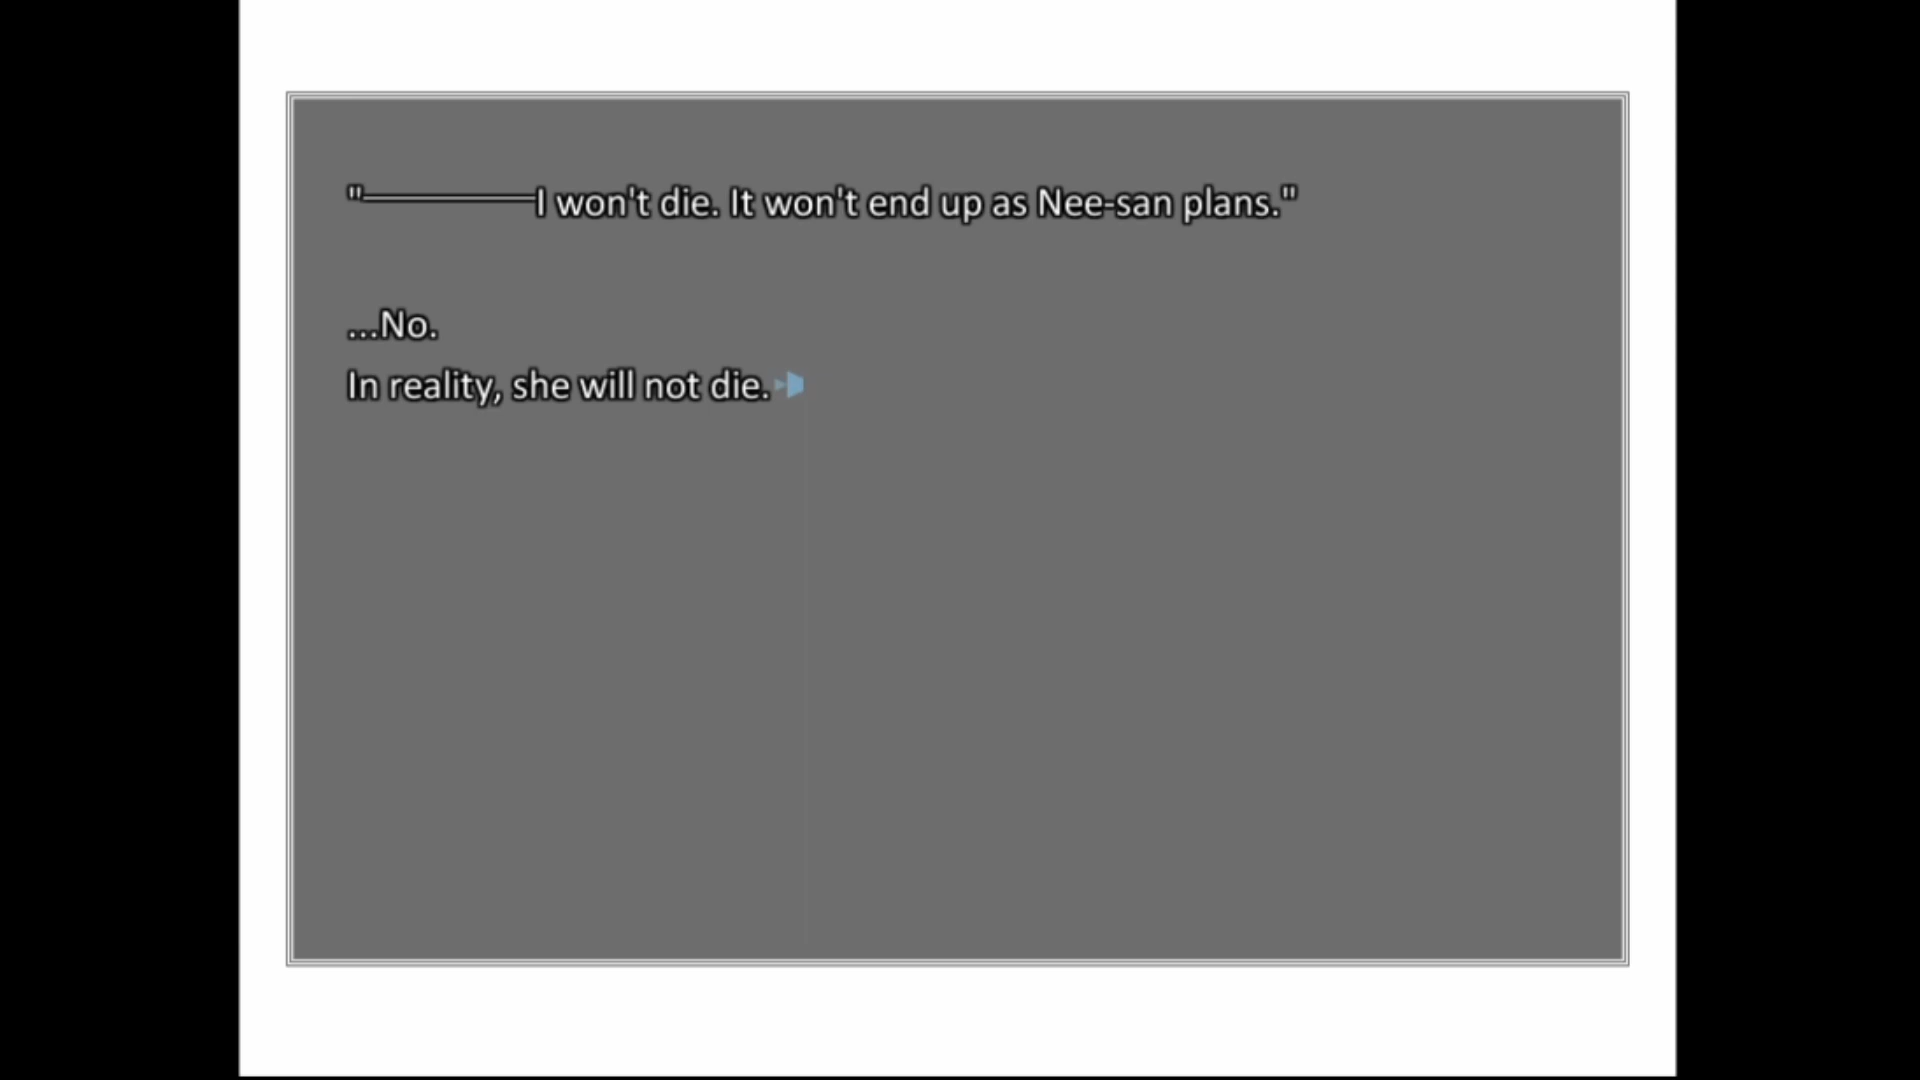 "―――――I won't die. It won't end up as Nee-san plans."
...No.
In reality, she will not die.